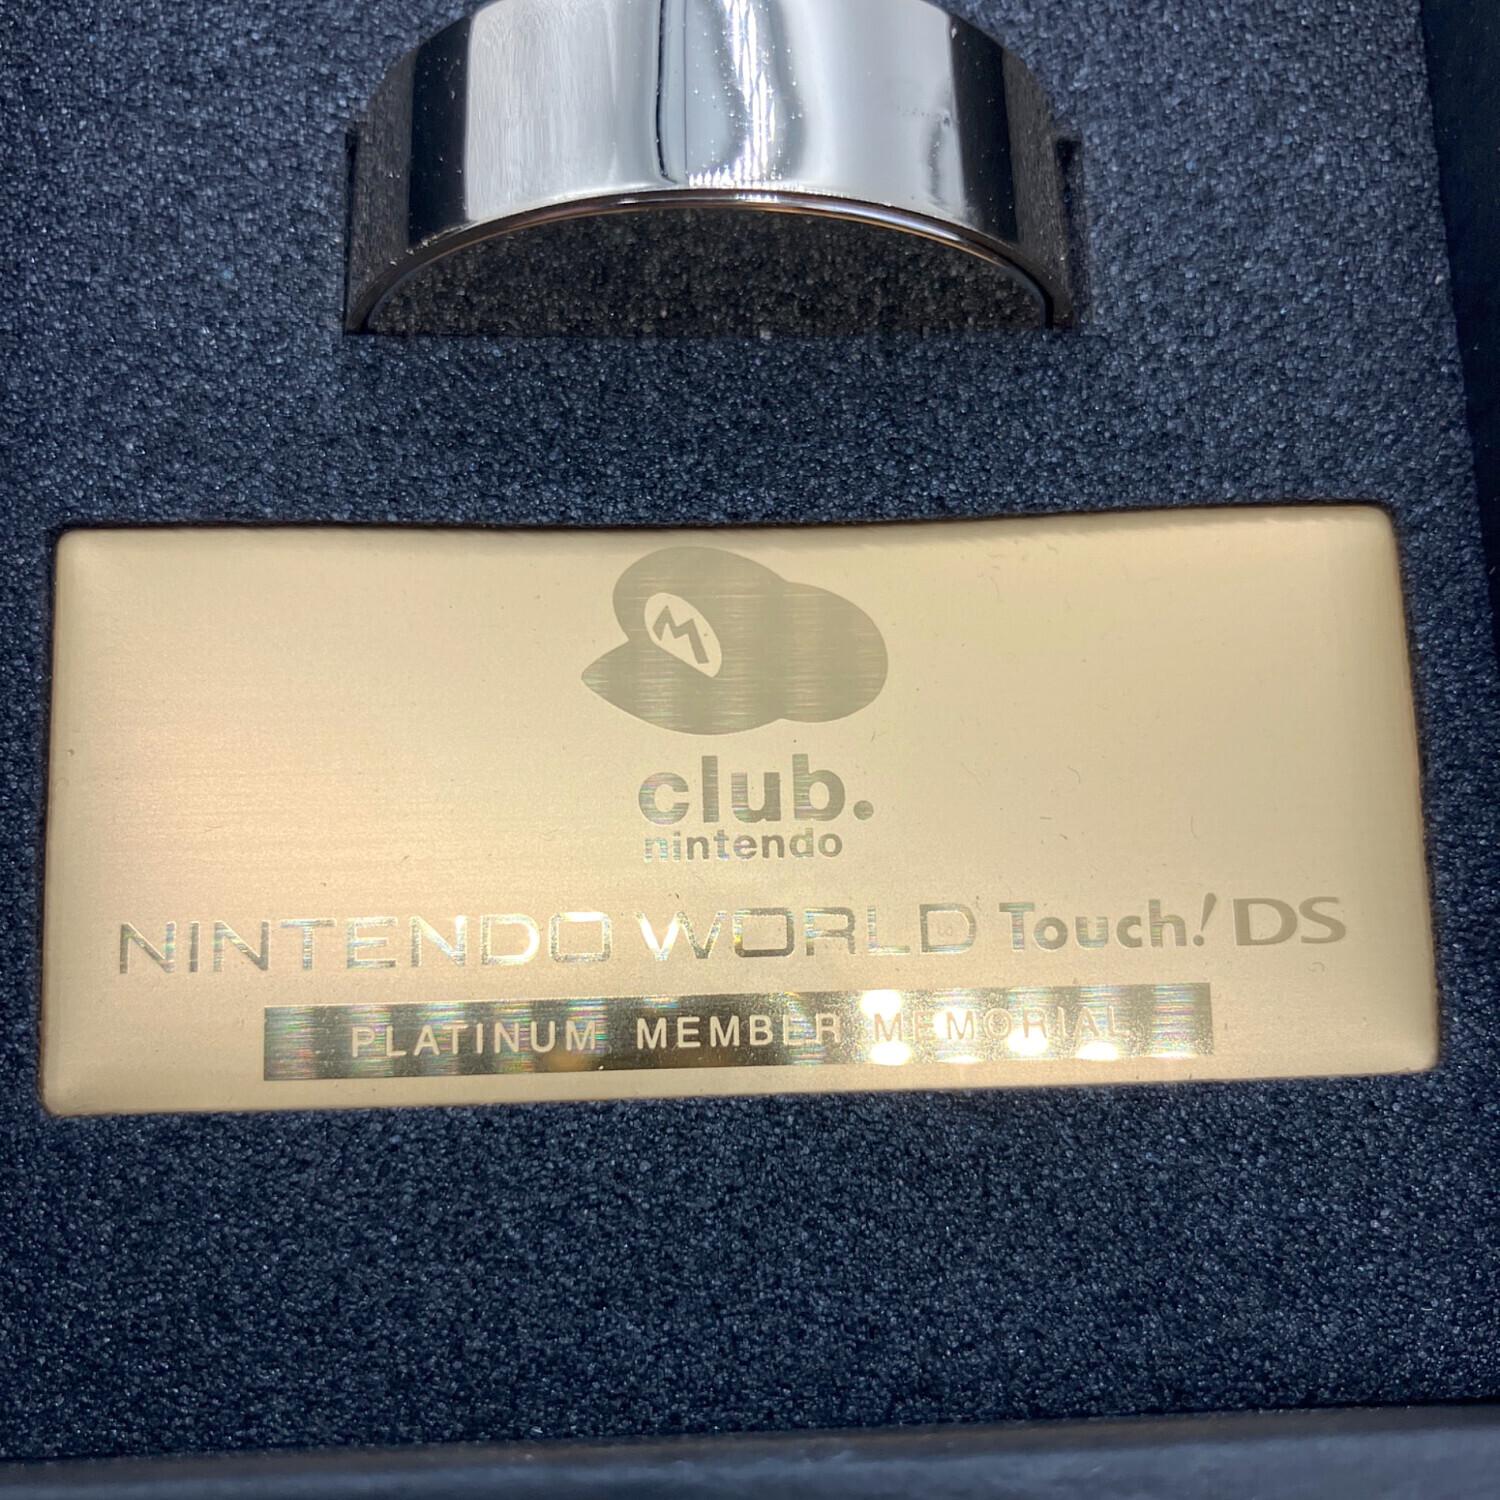 M
club.
nintendo
NINTENDO WORLD Touch! DS
PLATINUM MEMBER MEMORIAL